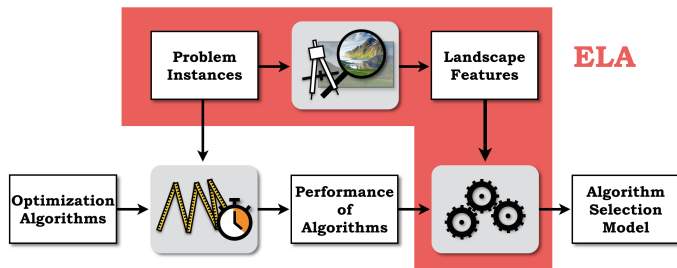 Problem
Instances
Landscape
Features
ELA
Optimization
Algorithms
Performance
of
Algorithms
Algorithm
Selection
Model